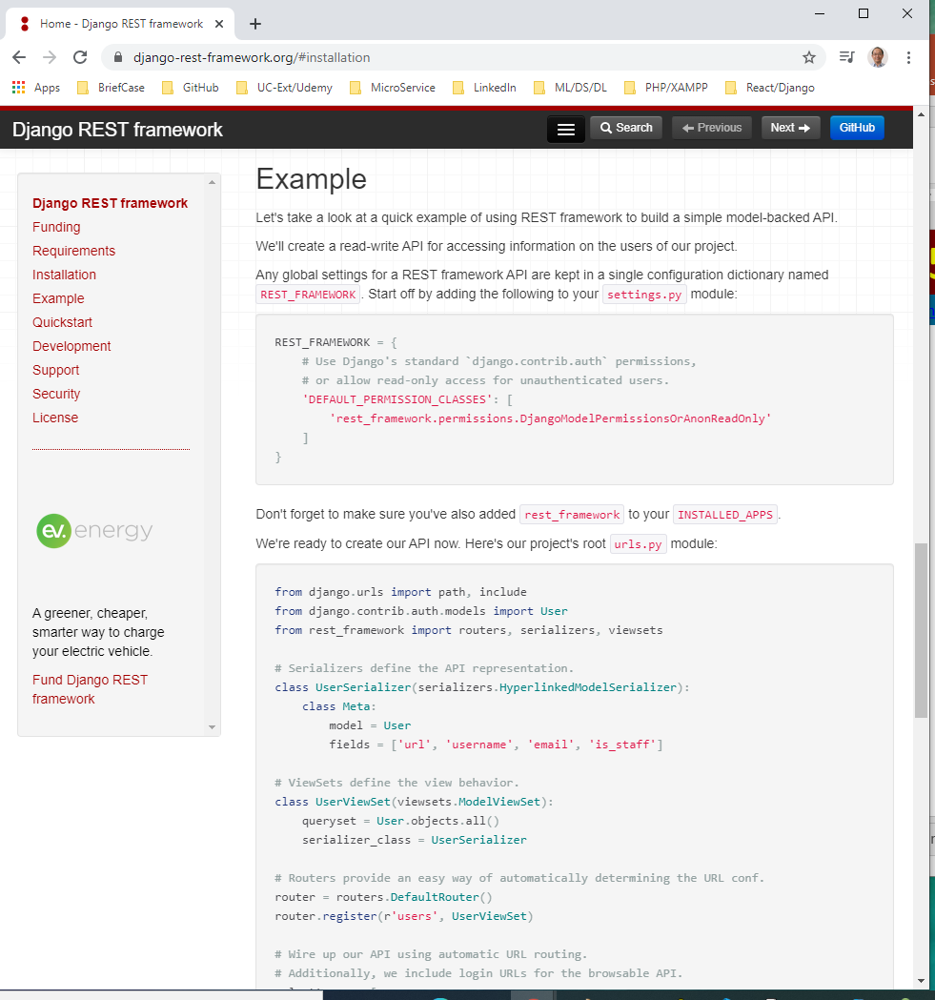 Home - Django REST framework
django-rest-framework.org/#installation
Apps BriefCase GitHub UC-Ext/Udemy MicroService LinkedIn ML/DS/DL PHP/XAMPP React/Django
Django REST framework
Search Previous Next GitHub
Django REST framework
Funding
Requirements
Installation
Example
Quickstart
Development
Support
Security
License
ev.energy
A greener, cheaper,
smarter way to charge
your electric vehicle.
Fund Django REST
framework
Example
Let's take a look at a quick example of using REST framework to build a simple model-backed API.
We'll create a read-write API for accessing information on the users of our project.
Any global settings for a REST framework API are kept in a single configuration dictionary named
REST_FRAMEWORK. Start off by adding the following to your settings.py module:
REST_FRAMEWORK = {
    # Use Django's standard `django.contrib.auth` permissions,
    # or allow read-only access for unauthenticated users.
    'DEFAULT_PERMISSION_CLASSES': [
        'rest_framework.permissions.DjangoModelPermissionsOrAnonReadOnly'
    ]
}
Don't forget to make sure you've also added rest_framework to your INSTALLED_APPS.
We're ready to create our API now. Here's our project's root urls.py module:
from django.urls import path, include
from django.contrib.auth.models import User
from rest_framework import routers, serializers, viewsets
# Serializers define the API representation.
class UserSerializer(serializers.HyperlinkedModelSerializer):
    class Meta:
        model = User
        fields = ['url', 'username', 'email', 'is_staff']
# ViewSets define the view behavior.
class UserViewSet(viewsets.ModelViewSet):
    queryset = User.objects.all()
    serializer_class = UserSerializer
# Routers provide an easy way of automatically determining the URL conf.
router = routers.DefaultRouter()
router.register(r'users', UserViewSet)
# Wire up our API using automatic URL routing.
# Additionally, we include login URLs for the browsable API.